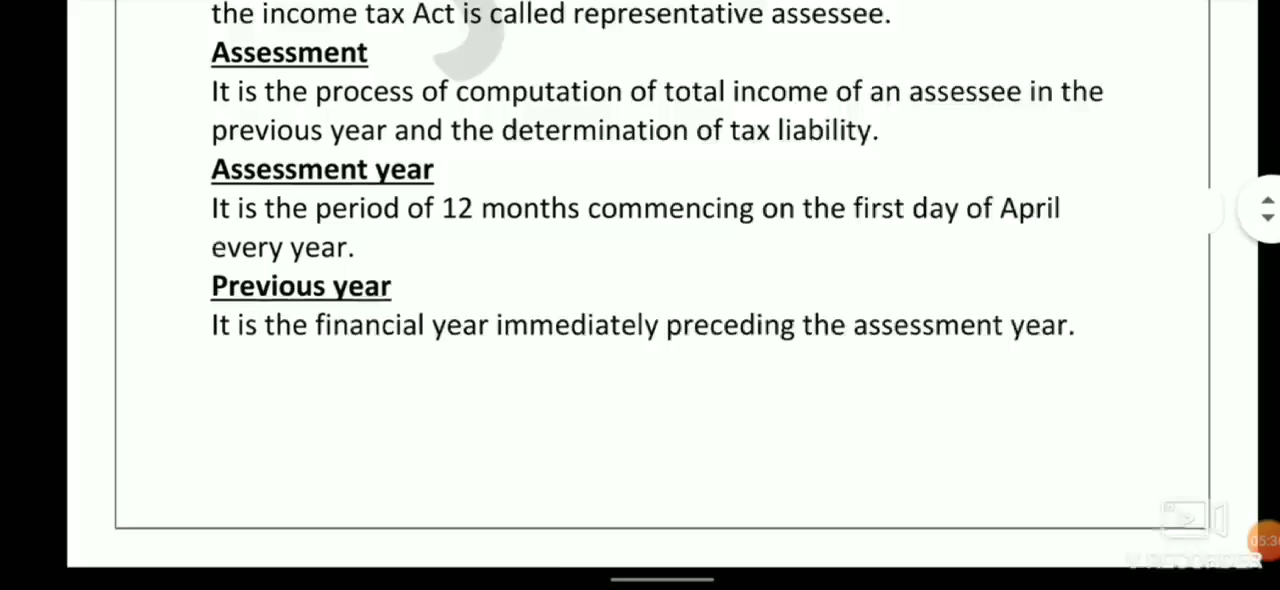 the income tax Act is called representative assessee.
Assessment
It is the process of computation of total income of an assessee in the
previous year and the determination of tax liability.
Assessment year
It is the period of 12 months commencing on the first day of April
every year.
Previous year
It is the financial year immediately preceding the assessment year.